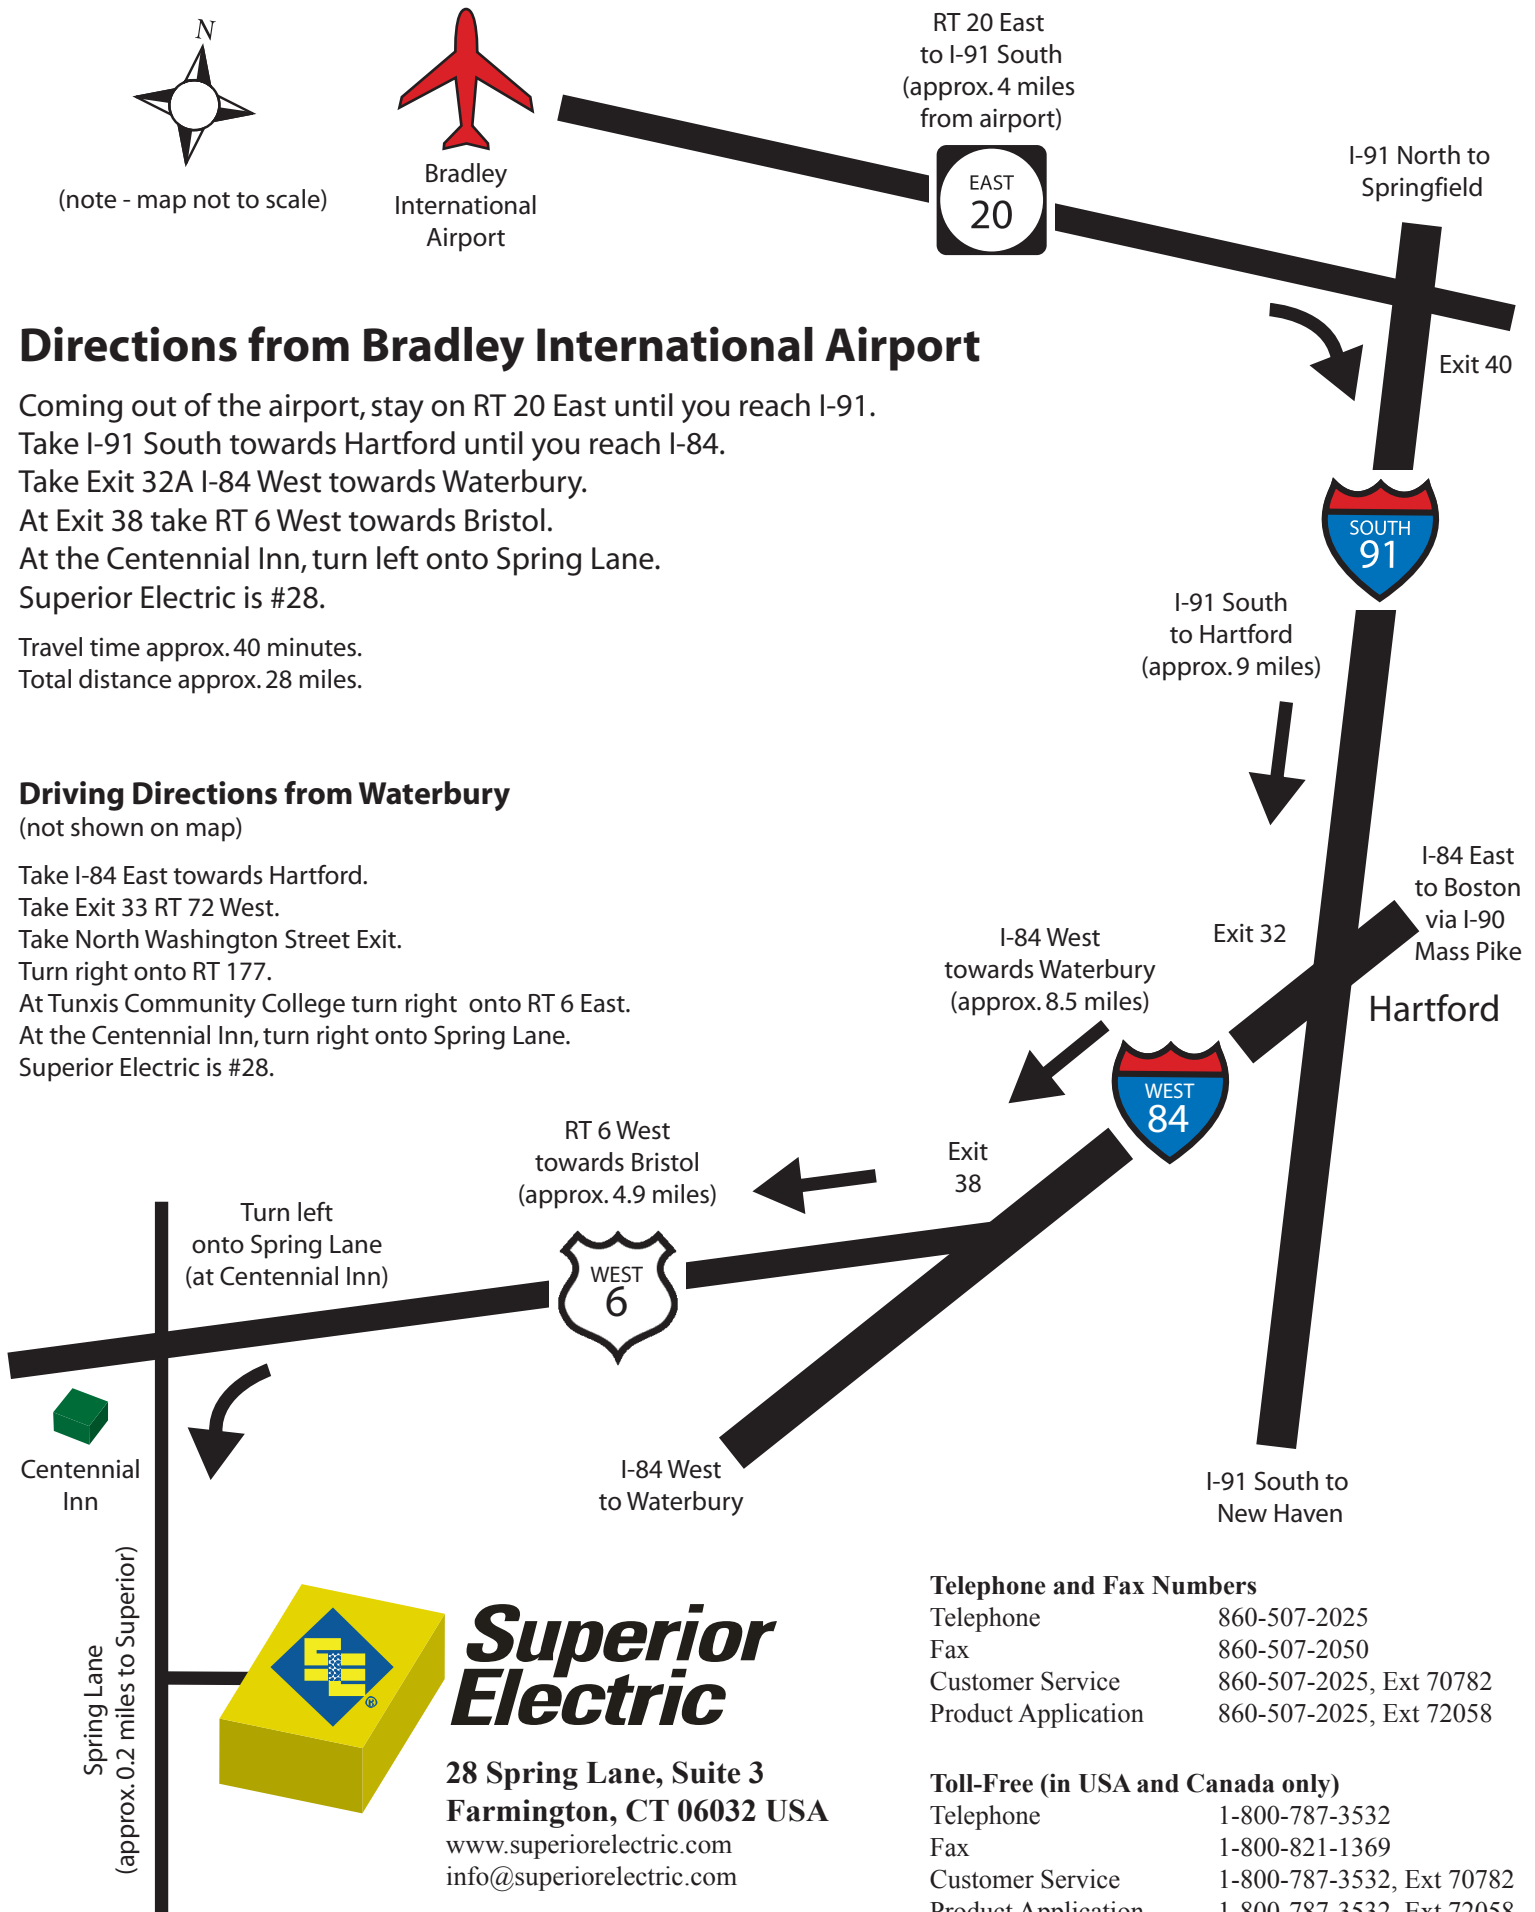 N
(note - map not to scale)
Bradley
International
Airport
RT 20 East
to I-91 South
(approx. 4 miles
from airport)
EAST
20
I-91 North to
Springfield
Exit 40
Directions from Bradley International Airport
Coming out of the airport, stay on RT 20 East until you reach I-91.
Take I-91 South towards Hartford until you reach I-84.
Take Exit 32A I-84 West towards Waterbury.
At Exit 38 take RT 6 West towards Bristol.
At the Centennial Inn, turn left onto Spring Lane.
Superior Electric is #28.
Travel time approx. 40 minutes.
Total distance approx. 28 miles.
SOUTH
91
I-91 South
to Hartford
(approx. 9 miles)
Driving Directions from Waterbury
(not shown on map)
Take I-84 East towards Hartford.
Take Exit 33 RT 72 West.
Take North Washington Street Exit.
Turn right onto RT 177.
At Tunxis Community College turn right  onto RT 6 East.
At the Centennial Inn, turn right onto Spring Lane.
Superior Electric is #28.
I-84 East
to Boston
via I-90
Mass Pike
Exit 32
Hartford
I-84 West
towards Waterbury
(approx. 8.5 miles)
WEST
84
Exit
38
RT 6 West
towards Bristol
(approx. 4.9 miles)
WEST
6
Turn left
onto Spring Lane
(at Centennial Inn)
Centennial
Inn
I-84 West
to Waterbury
I-91 South to
New Haven
Spring Lane
(approx. 0.2 miles to Superior)
SE
®
Superior
Electric
28 Spring Lane, Suite 3
Farmington, CT 06032 USA
www.superiorelectric.com
info@superiorelectric.com
Telephone and Fax Numbers
Telephone 860-507-2025
Fax 860-507-2050
Customer Service 860-507-2025, Ext 70782
Product Application 860-507-2025, Ext 72058
Toll-Free (in USA and Canada only)
Telephone 1-800-787-3532
Fax 1-800-821-1369
Customer Service 1-800-787-3532, Ext 70782
Product Application 1-800-787-3532, Ext 72058